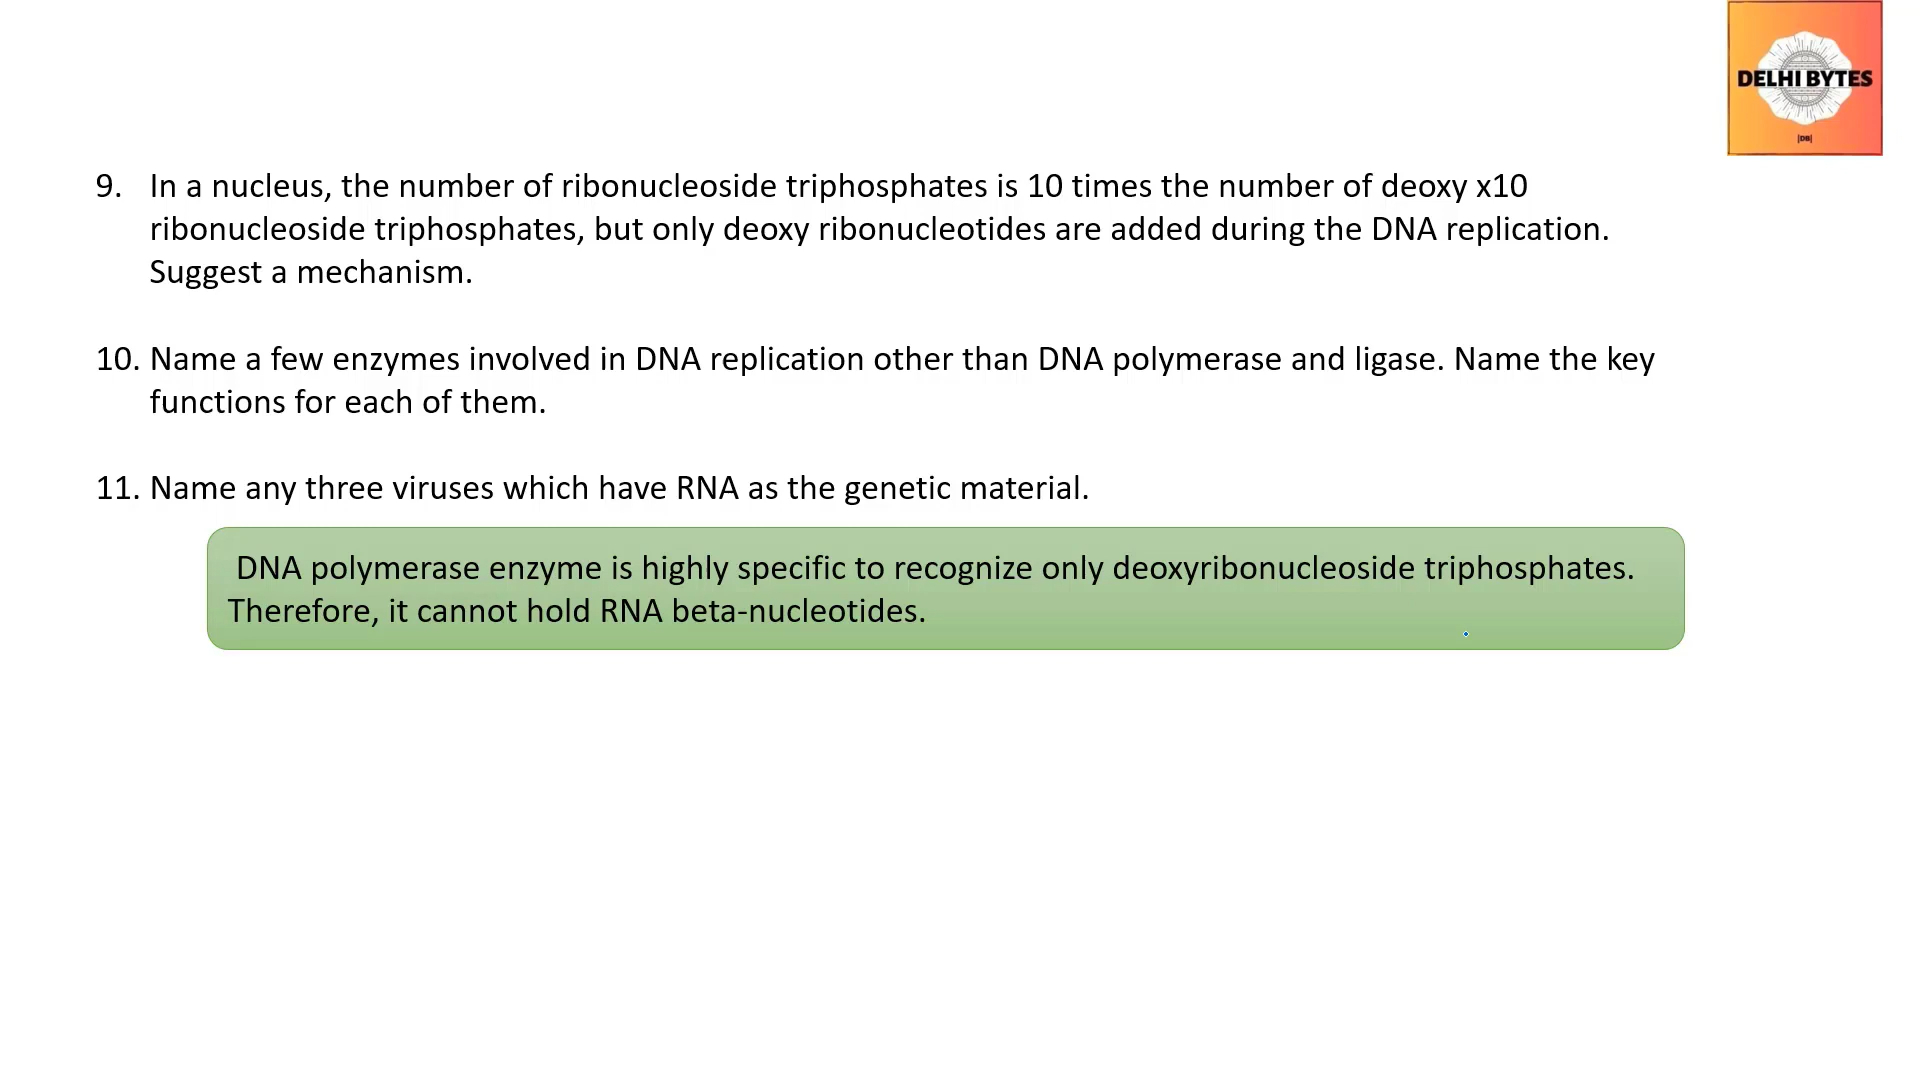 DELHI BYTES
|DB|
9. In a nucleus, the number of ribonucleoside triphosphates is 10 times the number of deoxy x10
ribonucleoside triphosphates, but only deoxy ribonucleotides are added during the DNA replication.
Suggest a mechanism.
10. Name a few enzymes involved in DNA replication other than DNA polymerase and ligase. Name the key
functions for each of them.
11. Name any three viruses which have RNA as the genetic material.
DNA polymerase enzyme is highly specific to recognize only deoxyribonucleoside triphosphates.
Therefore, it cannot hold RNA beta-nucleotides.